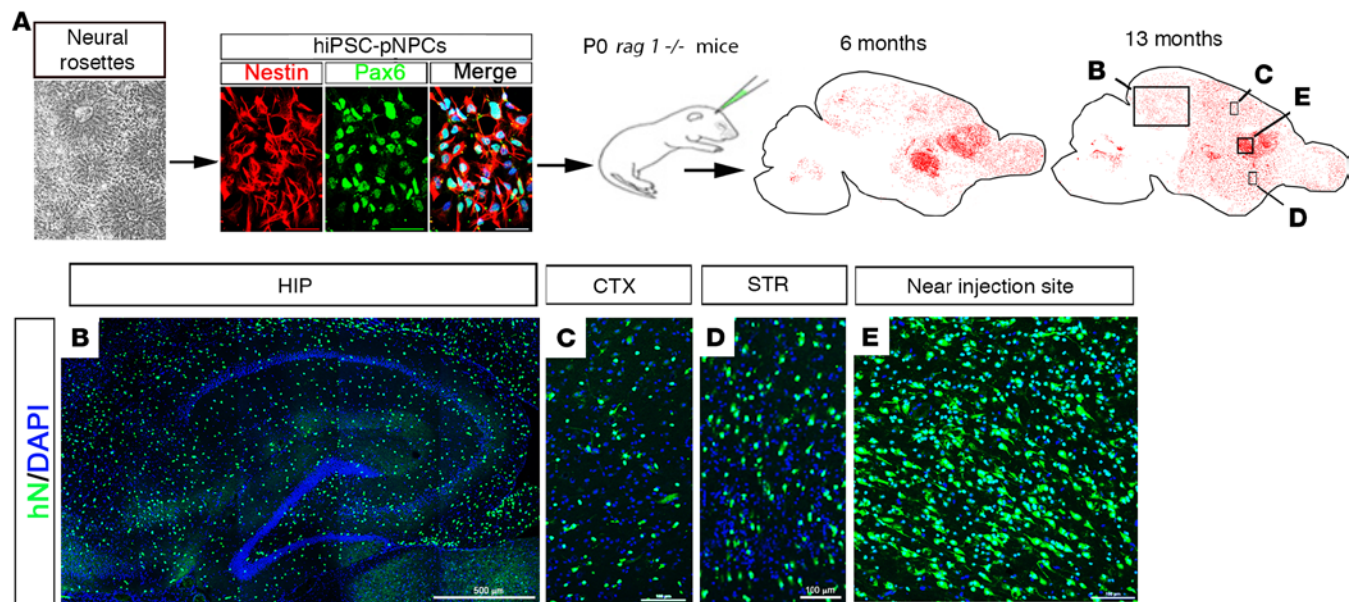 A
Neural
rosettes
hiPSC-pNPCs
Nestin
Pax6
Merge
P0 rag 1 -/- mice
6 months
13 months
B
C
E
D
HIP
CTX
STR
Near injection site
hN/DAPI
B
C
D
E
500 μm
100 μm